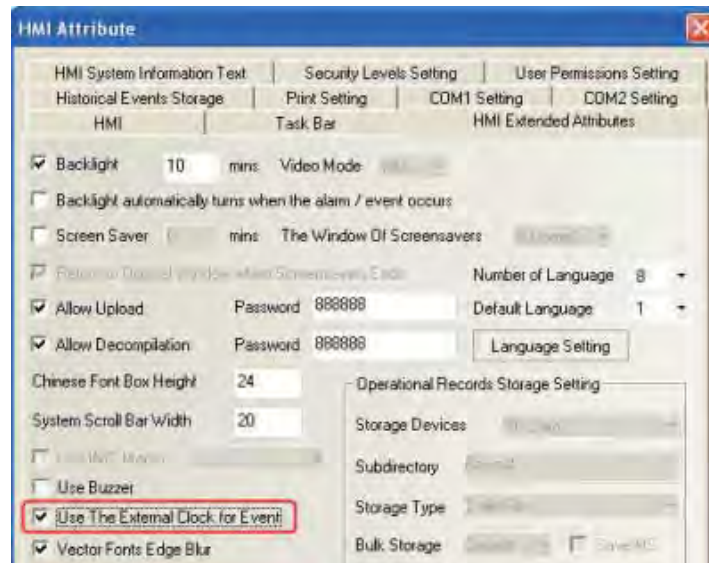 HMI Attribute
HMI System Information Text Security Levels Setting User Permissions Setting
Historical Events Storage Print Setting COM1 Setting COM2 Setting
HMI Task Bar HMI Extended Attributes
Backlight 10 mins Video Mode
Backlight automatically turns when the alarm / event occurs
Screen Saver mins The Window Of Screensavers
Number of Language 8
Allow Upload Password 888888 Default Language 1
Allow Decompilation Password 888888 Language Setting
Chinese Font Box Height 24 Operational Records Storage Setting
System Scroll Bar Width 20 Storage Devices
Subdirectory
Use Buzzer
Use The External Clock for Event Storage Type
Vector Fonts Edge Blur Bulk Storage